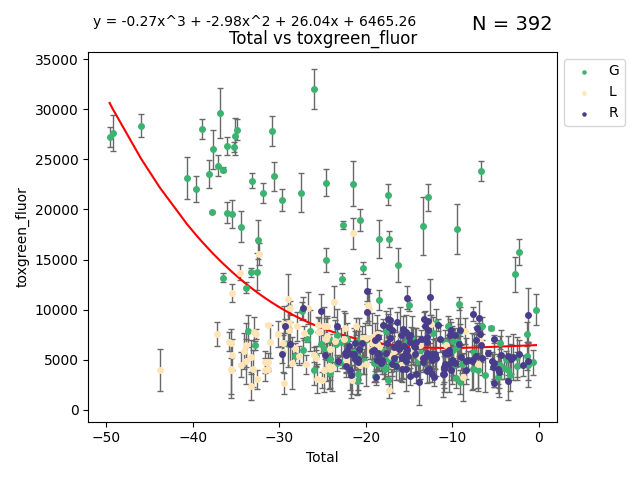 y = -0.27x^3 + -2.98x^2 + 26.04x + 6465.26
N = 392
Total vs toxgreen_fluor
35000
30000
25000
20000
15000
10000
5000
0
toxgreen_fluor
−50
−40
−30
−20
−10
0
Total
G
L
R